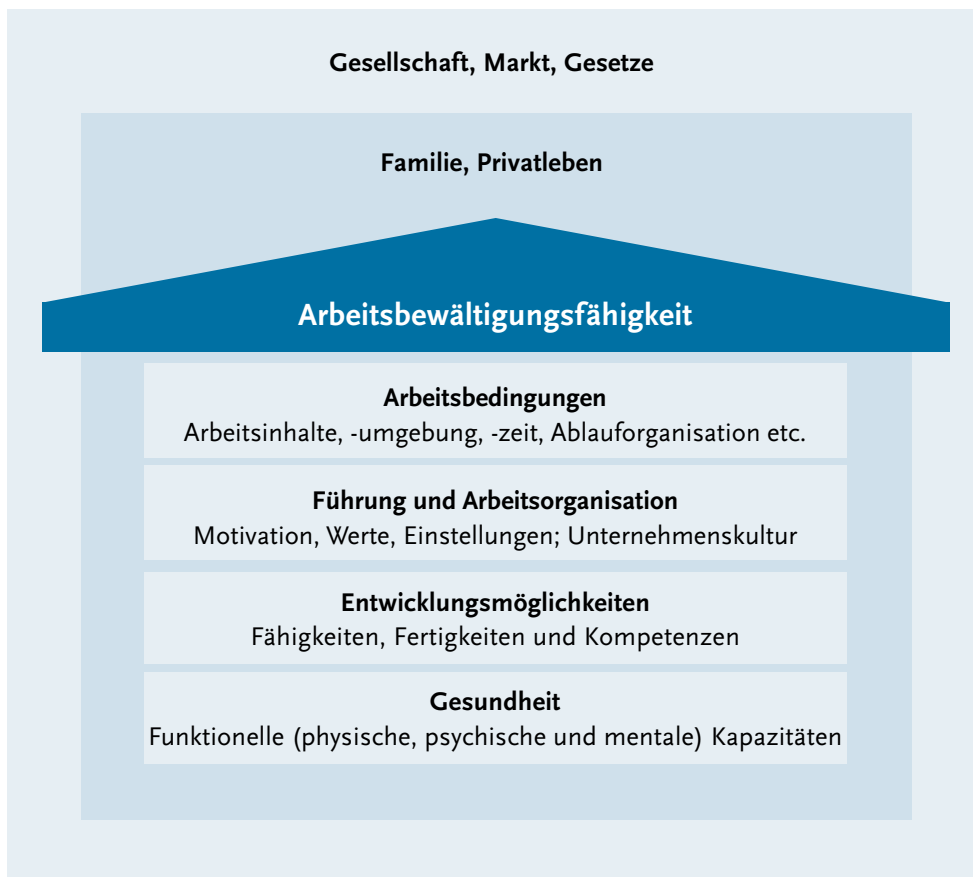 Gesellschaft, Markt, Gesetze
Familie, Privatleben
Arbeitsbewältigungsfähigkeit
Arbeitsbedingungen
Arbeitsinhalte, -umgebung, -zeit, Ablauforganisation etc.
Führung und Arbeitsorganisation
Motivation, Werte, Einstellungen; Unternehmenskultur
Entwicklungsmöglichkeiten
Fähigkeiten, Fertigkeiten und Kompetenzen
Gesundheit
Funktionelle (physische, psychische und mentale) Kapazitäten